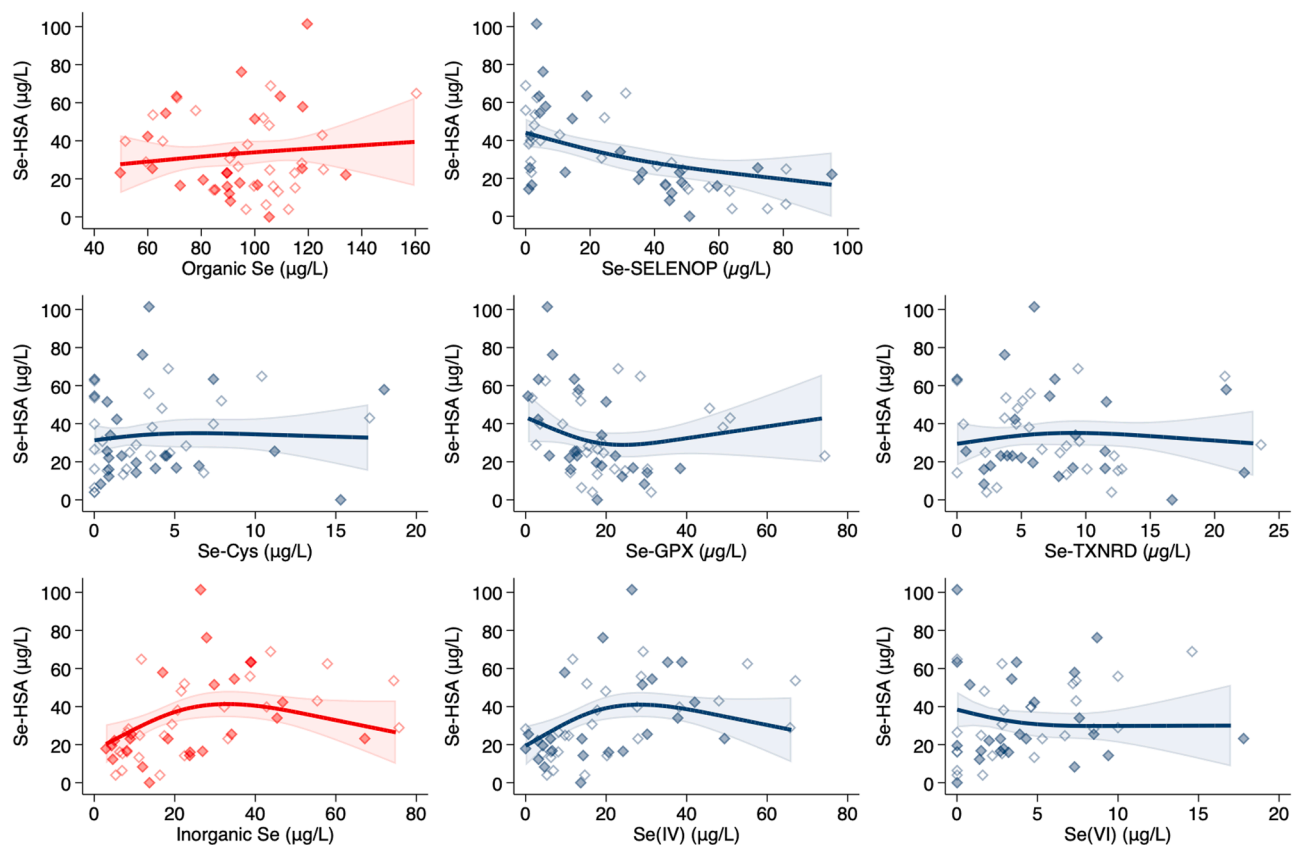 Se-HSA (µg/L)
100
80
60
40
20
0
40 60 80 100 120 140 160
Organic Se (µg/L)
Se-HSA (µg/L)
100
80
60
40
20
0
0 20 40 60 80 100
Se-SELENOP (µg/L)
Se-HSA (µg/L)
100
80
60
40
20
0
0 5 10 15 20
Se-Cys (µg/L)
Se-HSA (µg/L)
100
80
60
40
20
0
0 20 40 60 80
Se-GPX (µg/L)
Se-HSA (µg/L)
100
80
60
40
20
0
0 5 10 15 20 25
Se-TXNRD (µg/L)
Se-HSA (µg/L)
100
80
60
40
20
0
0 20 40 60 80
Inorganic Se (µg/L)
Se-HSA (µg/L)
100
80
60
40
20
0
0 20 40 60 80
Se(IV) (µg/L)
Se-HSA (µg/L)
100
80
60
40
20
0
0 5 10 15 20
Se(VI) (µg/L)